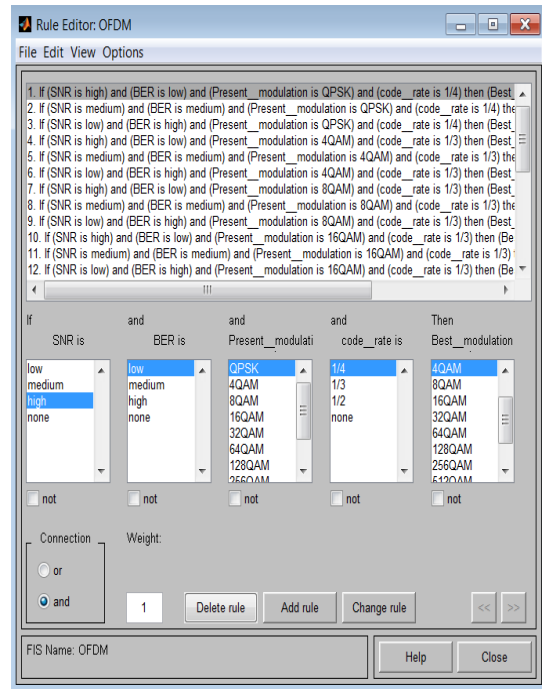 Rule Editor: OFDM
File Edit View Options
1. If (SNR is high) and (BER is low) and (Present__modulation is QPSK) and (code__rate is 1/4) then (Best_
2. If (SNR is medium) and (BER is medium) and (Present__modulation is QPSK) and (code__rate is 1/4) the
3. If (SNR is low) and (BER is high) and (Present__modulation is QPSK) and (code__rate is 1/4) then (Best_
4. If (SNR is high) and (BER is low) and (Present__modulation is 4QAM) and (code__rate is 1/3) then (Best_
5. If (SNR is medium) and (BER is medium) and (Present__modulation is 4QAM) and (code__rate is 1/3) the
6. If (SNR is low) and (BER is high) and (Present__modulation is 4QAM) and (code__rate is 1/3) then (Best_
7. If (SNR is high) and (BER is low) and (Present__modulation is 8QAM) and (code__rate is 1/3) then (Best_
8. If (SNR is medium) and (BER is medium) and (Present__modulation is 8QAM) and (code__rate is 1/3) the
9. If (SNR is low) and (BER is high) and (Present__modulation is 8QAM) and (code__rate is 1/3) then (Best_
10. If (SNR is high) and (BER is low) and (Present__modulation is 16QAM) and (code__rate is 1/3) then (Be
11. If (SNR is medium) and (BER is medium) and (Present__modulation is 16QAM) and (code__rate is 1/3)
12. If (SNR is low) and (BER is high) and (Present__modulation is 16QAM) and (code__rate is 1/3) then (Be
If and and and Then
SNR is BER is Present__modulati code__rate is Best__modulation
low low QPSK 1/4 4QAM
medium medium 4QAM 1/3 8QAM
high high 8QAM 1/2 16QAM
none none 16QAM none 32QAM
32QAM 64QAM
64QAM 128QAM
128QAM 256QAM
256QAM 512QAM
not not not not not
Connection Weight:
or
and 1 Delete rule Add rule Change rule << >>
FIS Name: OFDM Help Close